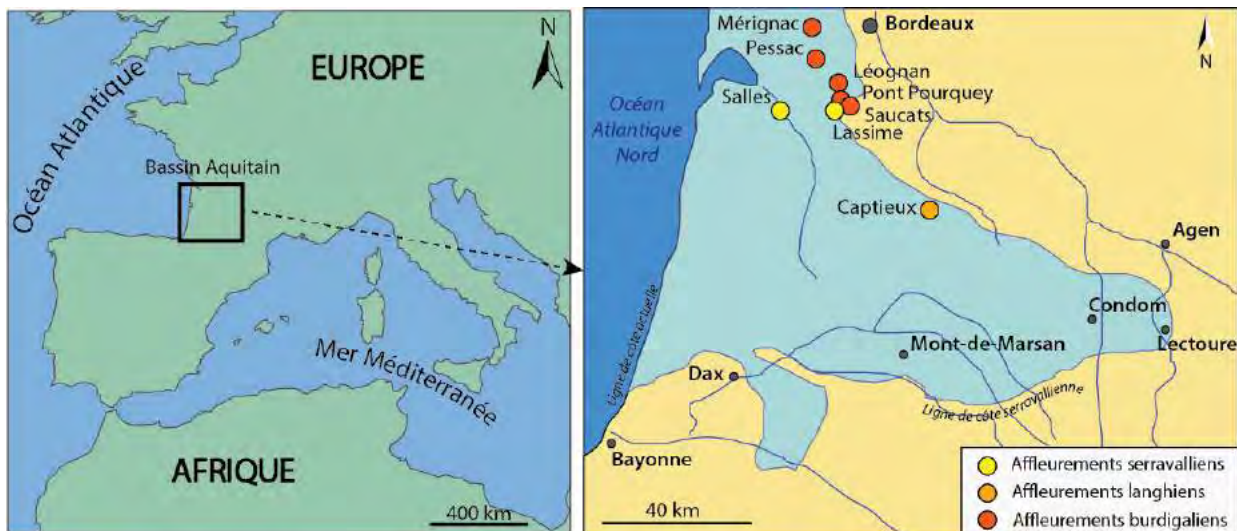 N
EUROPE
Océan Atlantique
Bassin Aquitain
Mer Méditerranée
AFRIQUE
400 km
N
Mérignac
Bordeaux
Pessac
Léognan
Pont Pourquey
Salles
Saucats
Lassime
Océan
Atlantique
Nord
Captieux
Agen
Ligne de côte actuelle
Condom
Lectoure
Mont-de-Marsan
Dax
Ligne de côte serravallienne
Bayonne
40 km
Affleurements serravalliens
Affleurements langhiens
Affleurements burdigaliens